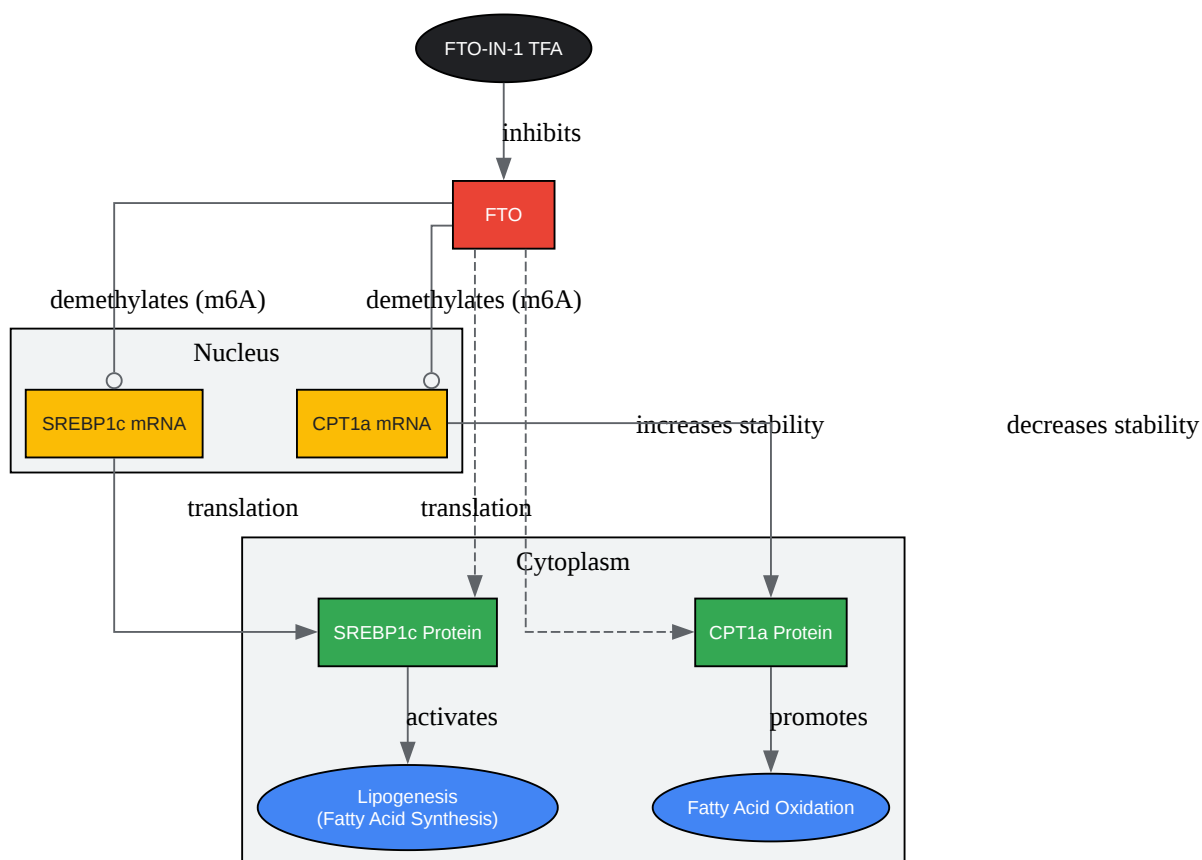 FTO-IN-1 TFA
inhibits
FTO
demethylates (m6A)
demethylates (m6A)
Nucleus
SREBP1c mRNA
CPT1a mRNA
increases stability
decreases stability
translation
translation
Cytoplasm
SREBP1c Protein
CPT1a Protein
activates
promotes
Lipogenesis
(Fatty Acid Synthesis)
Fatty Acid Oxidation